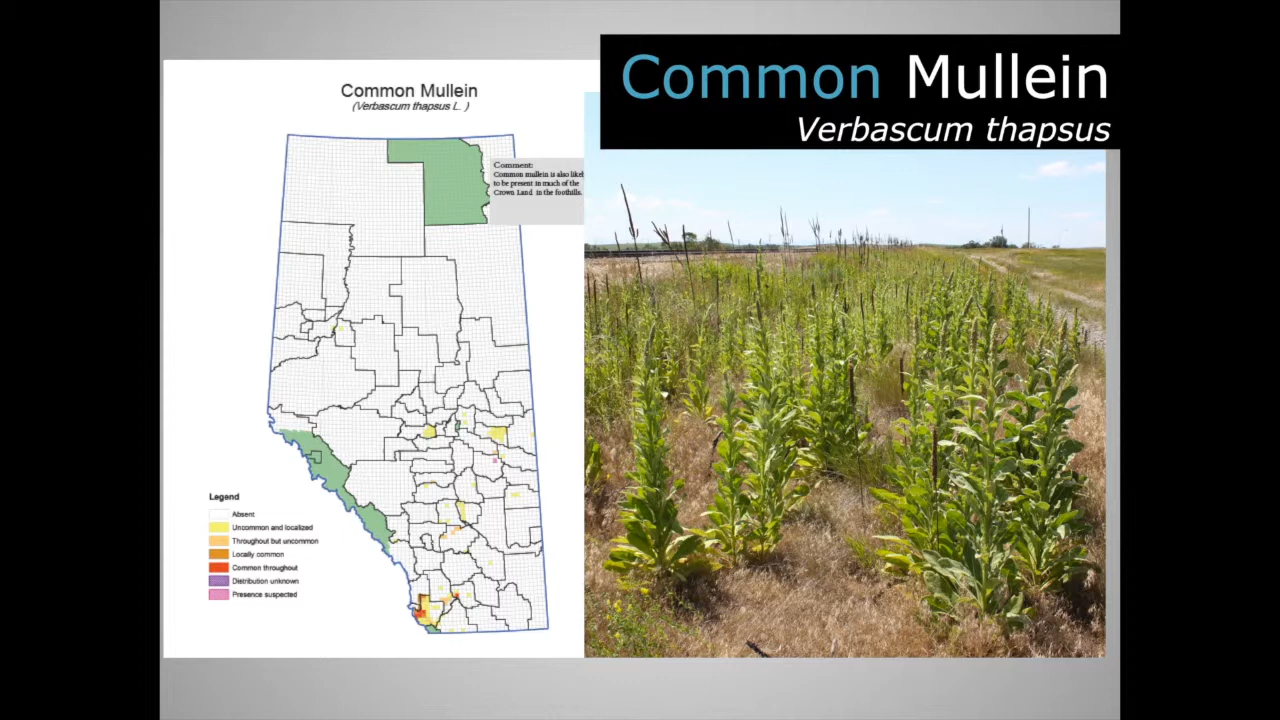 Common Mullein
Verbascum thapsus
Common Mullein
(Verbascum thapsus L. )
Comment:
Common mullein is also likel
to be present in much of the
Crown Land in the foothills.
Legend
Absent
Uncommon and localized
Throughout but uncommon
Locally common
Common throughout
Distribution unknown
Presence suspected